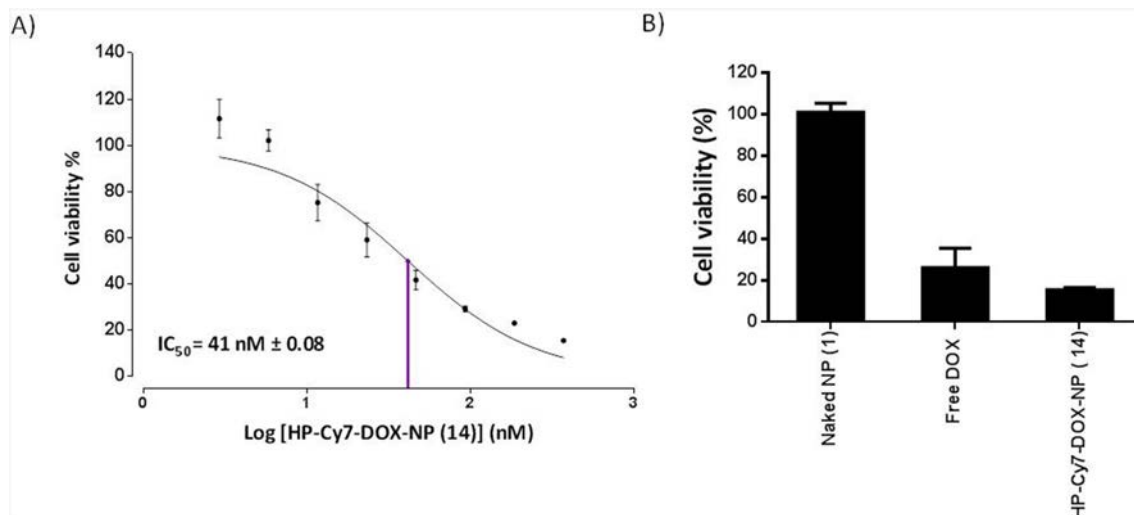 A)
140
120
100
80
60
40
20
0
Cell viability %
IC50 = 41 nM ± 0.08
0
1
2
3
Log [HP-Cy7-DOX-NP (14)] (nM)
B)
120
100
80
60
40
20
0
Cell viability (%)
Naked NP (1)
Free DOX
HP-Cy7-DOX-NP ( 14)